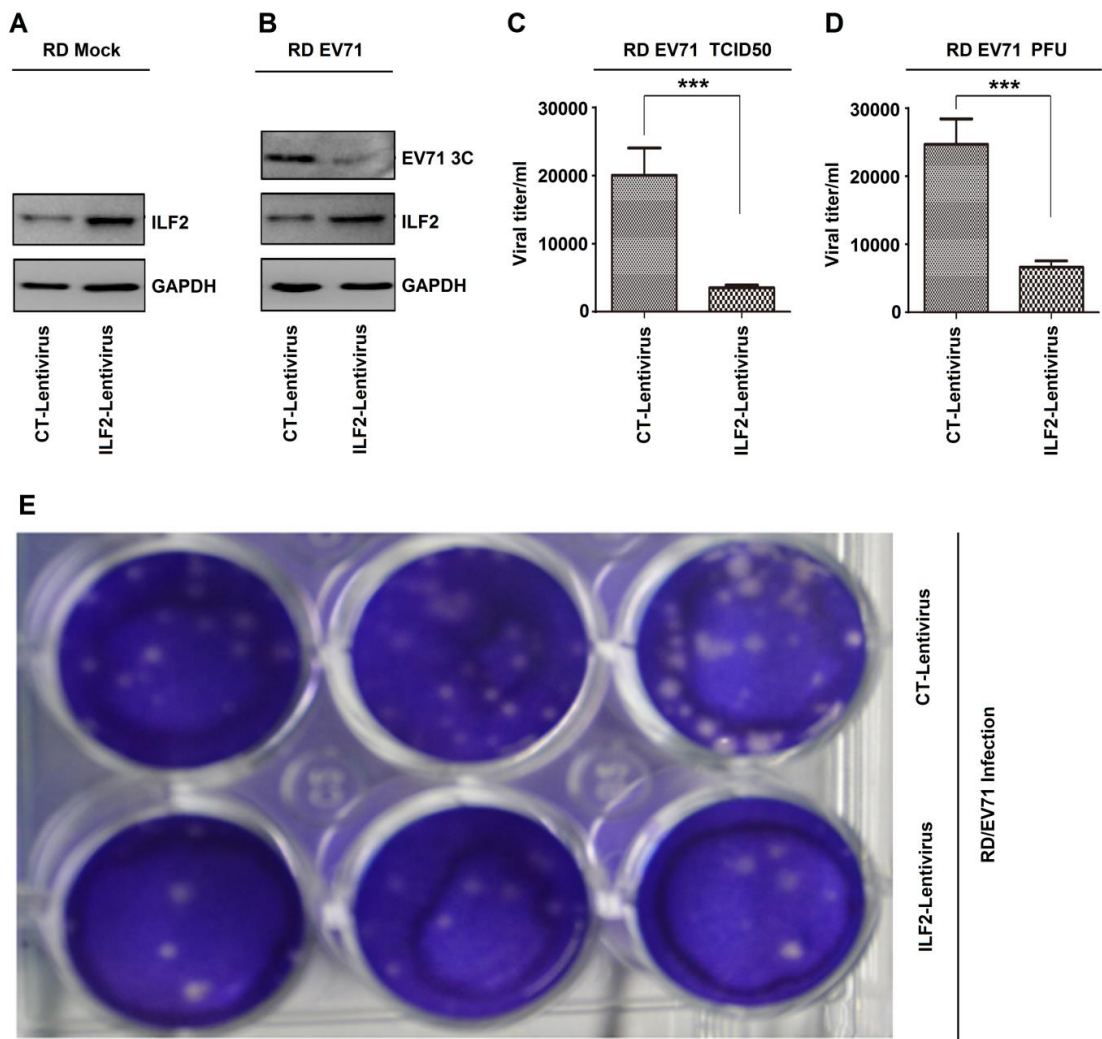 A
RD Mock
ILF2
GAPDH
CT-Lentivirus
ILF2-Lentivirus
B
RD EV71
EV71 3C
ILF2
GAPDH
CT-Lentivirus
ILF2-Lentivirus
C
RD EV71 TCID50
***
Viral titer/ml
30000
20000
10000
0
CT-Lentivirus
ILF2-Lentivirus
D
RD EV71 PFU
***
Viral titer/ml
30000
20000
10000
0
CT-Lentivirus
ILF2-Lentivirus
E
CT-Lentivirus
ILF2-Lentivirus
RD/EV71 Infection